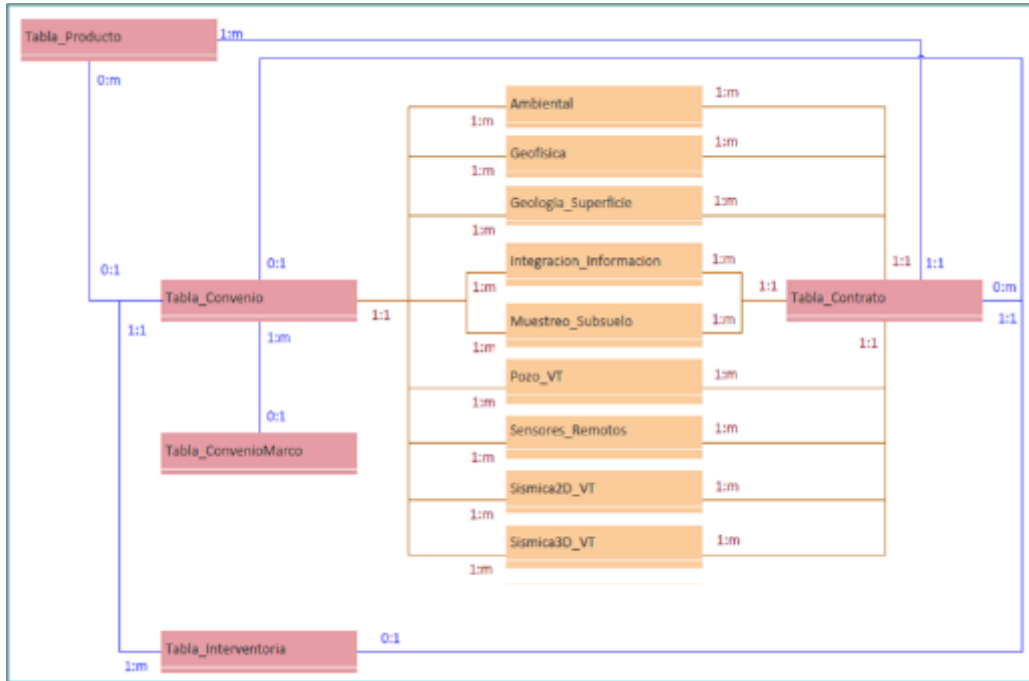 Tabla_Producto
1:m
0:m
Ambiental
1:m
1:m
Geofisica
1:m
1:m
Geologia_Superficie
1:m
1:m
0:1
0:1
Integracion_Informacion
1:m
1:m
1:1
1:1
Tabla_Convenio
1:1
1:1
1:1
Tabla_Contrato
0:m
1:1
1:1
1:m
Muestreo_Subsuelo
1:m
1:m
Pozo_VT
1:m
1:m
0:1
Tabla_ConvenioMarco
Sensores_Remotos
1:m
1:m
Sismica2D_VT
1:m
1:m
Sismica3D_VT
1:m
1:m
Tabla_Interventoria
0:1
1:m